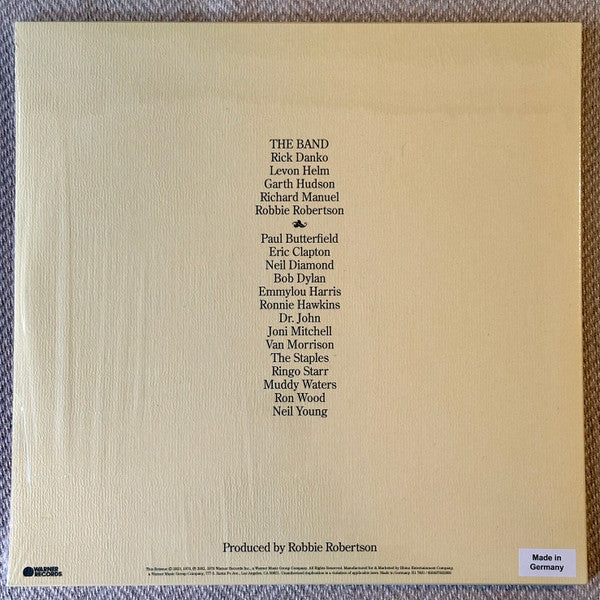 THE BAND
Rick Danko
Levon Helm
Garth Hudson
Richard Manuel
Robbie Robertson
Paul Butterfield
Eric Clapton
Neil Diamond
Bob Dylan
Emmylou Harris
Ronnie Hawkins
Dr. John
Joni Mitchell
Van Morrison
The Staples
Ringo Starr
Muddy Waters
Ron Wood
Neil Young
Produced by Robbie Robertson
WARNER
RECORDS
Made in
Germany